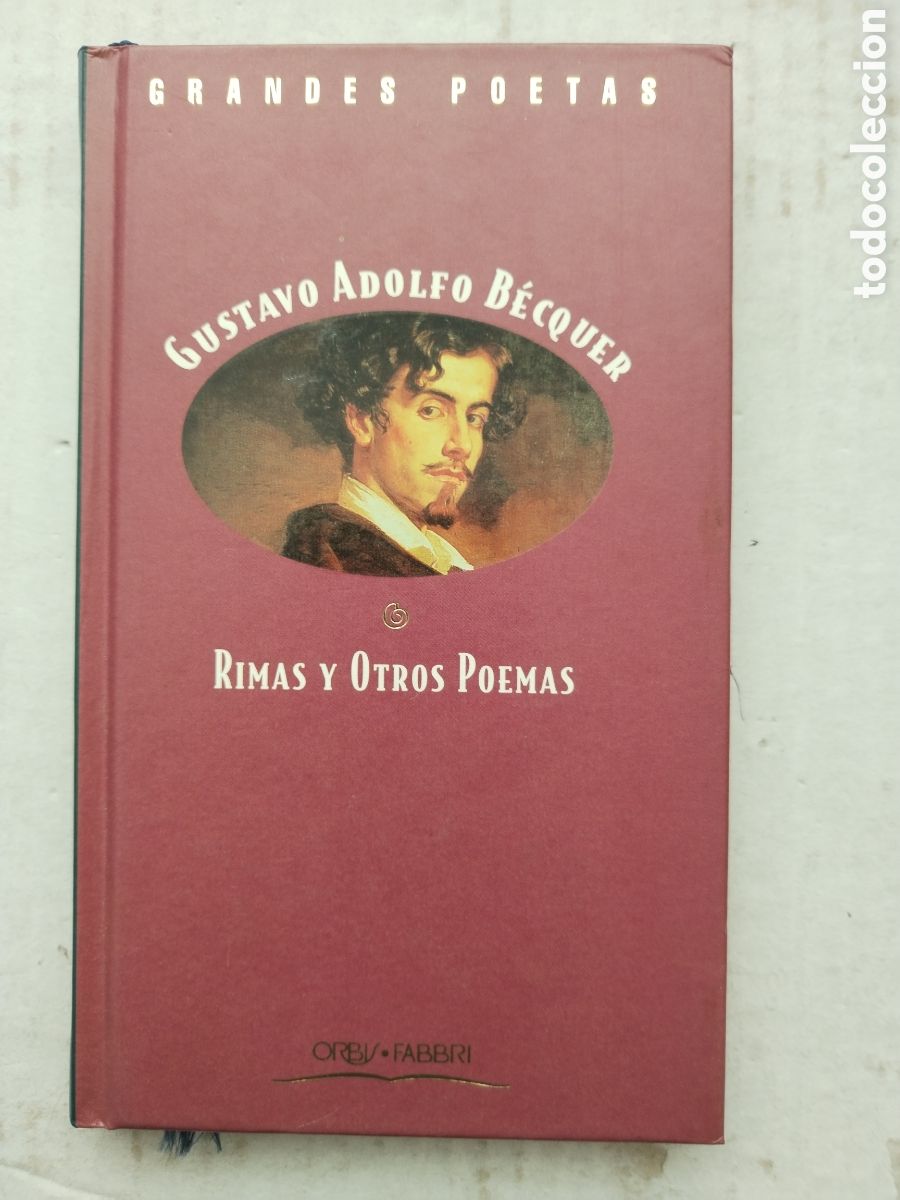 GRANDES POETAS
GUSTAVO ADOLFO BÉCQUER
RIMAS Y OTROS POEMAS
ORBIS • FABBRI
todocoleccion